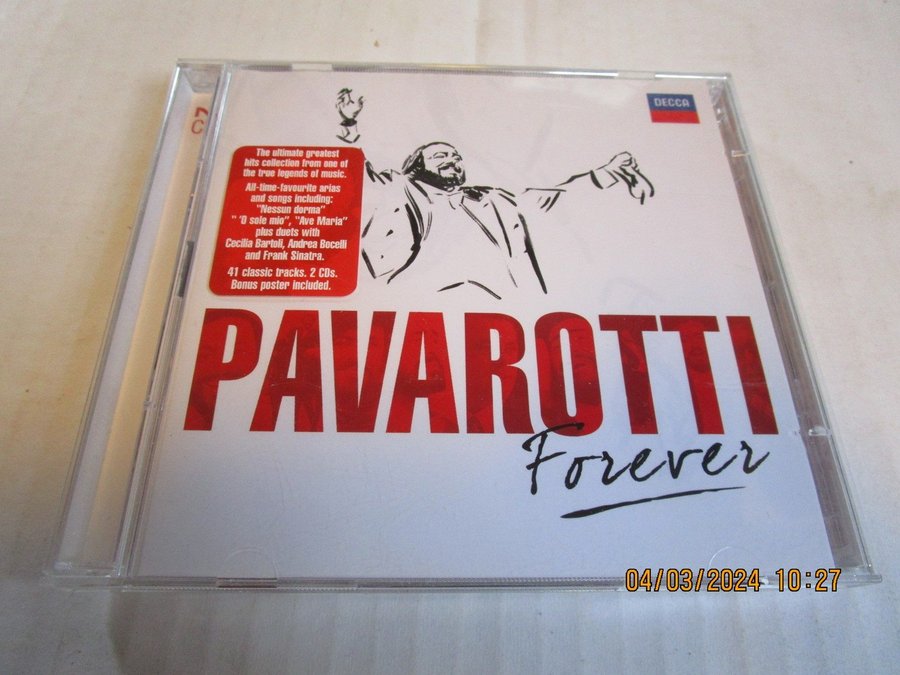 DECCA
The ultimate greatest
hits collection from one of
the true legends of music.
All-time-favourite arias
and songs including:
"Nessun dorma"
"'O sole mio", "Ave Maria"
plus duets with
Cecilia Bartoli, Andrea Bocelli
and Frank Sinatra.
41 classic tracks. 2 CDs.
Bonus poster included.
PAVAROTTI
Forever
04/03/2024 10:27